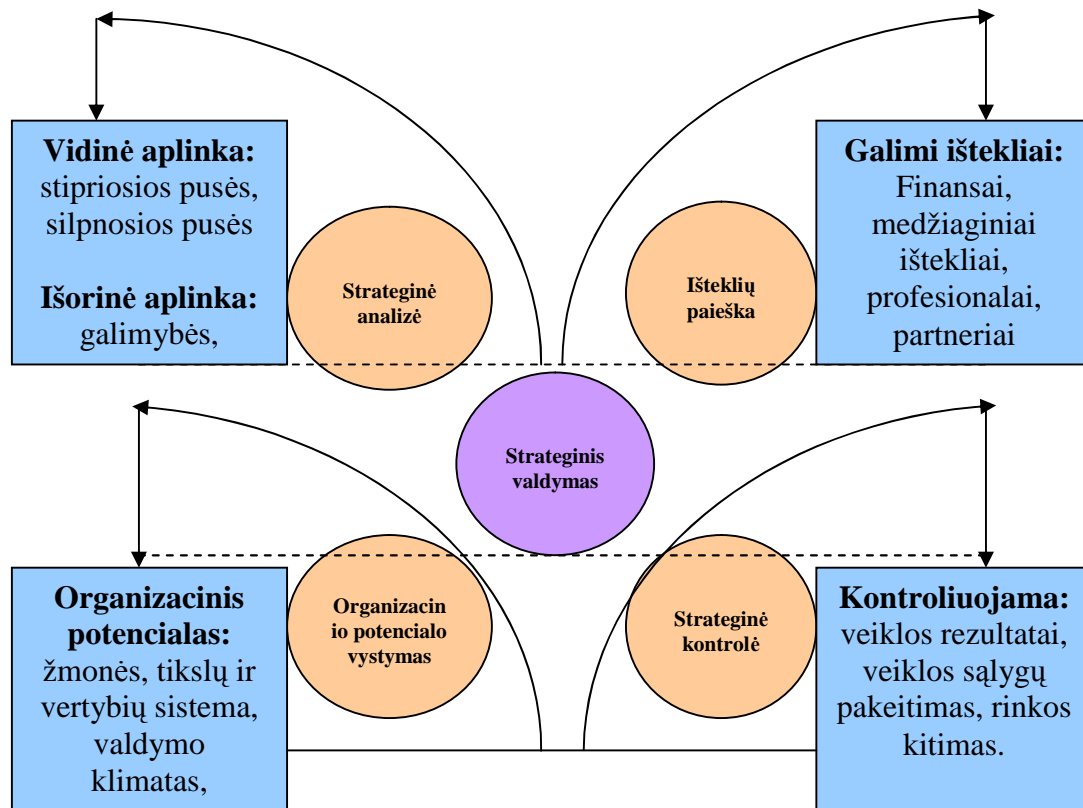 Vidinė aplinka:
stipriosios pusės,
silpnosios pusės
Išorinė aplinka:
galimybės,
Strateginė
analizė
Išteklių
paieška
Galimi ištekliai:
Finansai,
medžiaginiai
ištekliai,
profesionalai,
partneriai
Strateginis
valdymas
Organizacinis
potencialas:
žmonės, tikslų ir
vertybių sistema,
valdymo
klimatas,
Organizacin
io potencialo
vystymas
Strateginė
kontrolė
Kontroliuojama:
veiklos rezultatai,
veiklos sąlygų
pakeitimas, rinkos
kitimas.